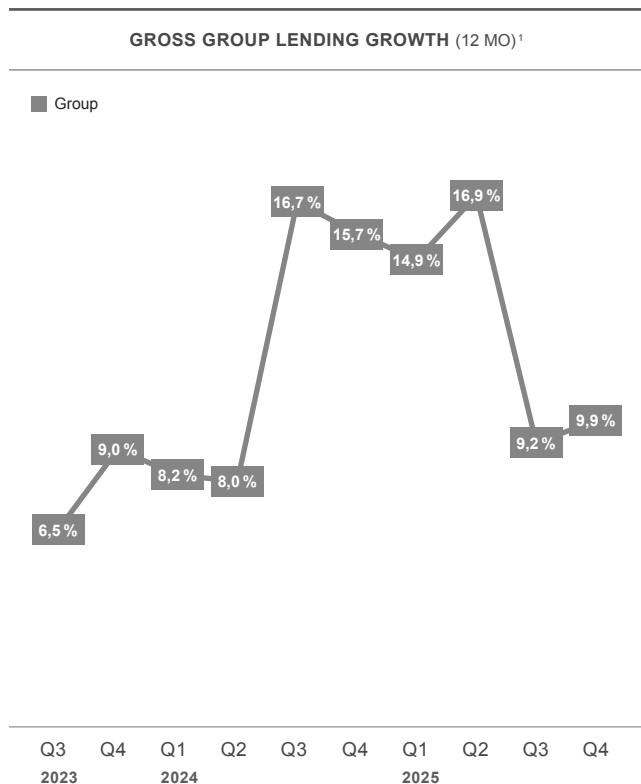 GROSS GROUP LENDING GROWTH (12 MO)¹
Group
16,7 %
15,7 %
14,9 %
16,9 %
9,0 %
8,2 %
8,0 %
6,5 %
9,2 %
9,9 %
Q3 Q4 Q1 Q2 Q3 Q4 Q1 Q2 Q3 Q4
2023 2024 2025